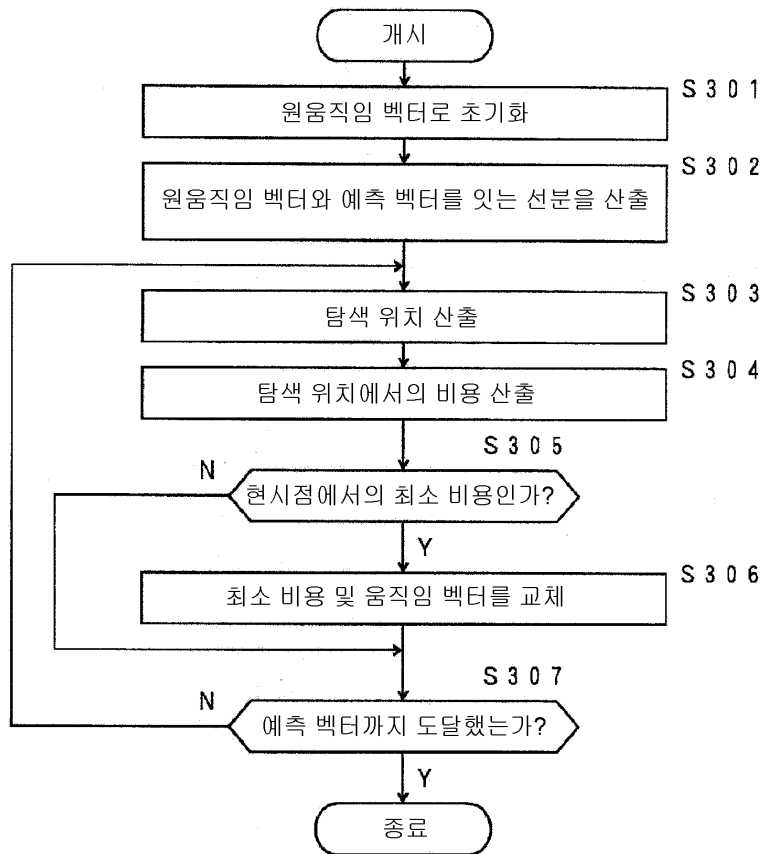 개시
S301
원움직임 벡터로 초기화
S302
원움직임 벡터와 예측 벡터를 잇는 선분을 산출
S303
탐색 위치 산출
S304
탐색 위치에서의 비용 산출
S305
N
현시점에서의 최소 비용인가?
Y
S306
최소 비용 및 움직임 벡터를 교체
S307
N
예측 벡터까지 도달했는가?
Y
종료